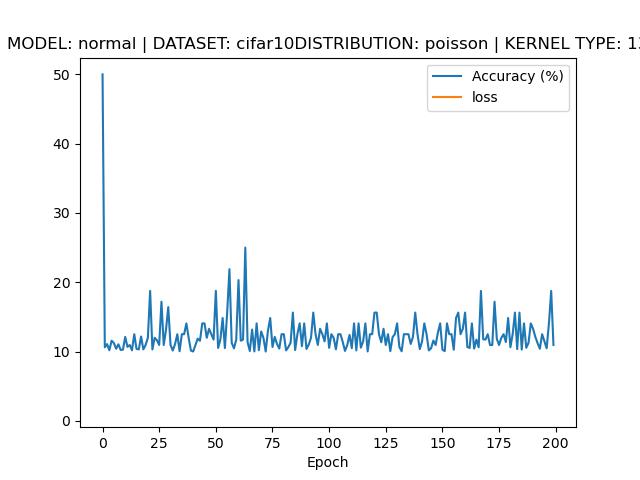 MODEL: normal | DATASET: cifar10DISTRIBUTION: poisson | KERNEL TYPE:
Accuracy (%)
loss
50
40
30
20
10
0
0 25 50 75 100 125 150 175 200
Epoch